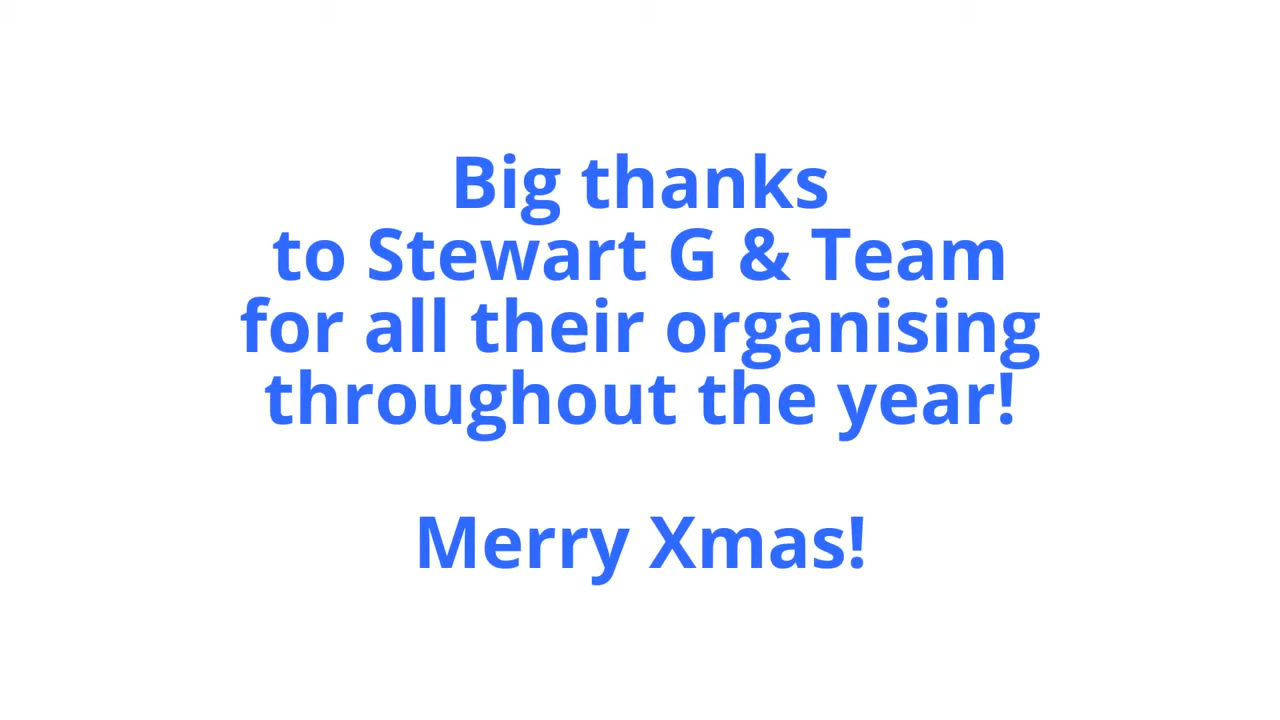 Big thanks
to Stewart G & Team
for all their organising
throughout the year!
Merry Xmas!